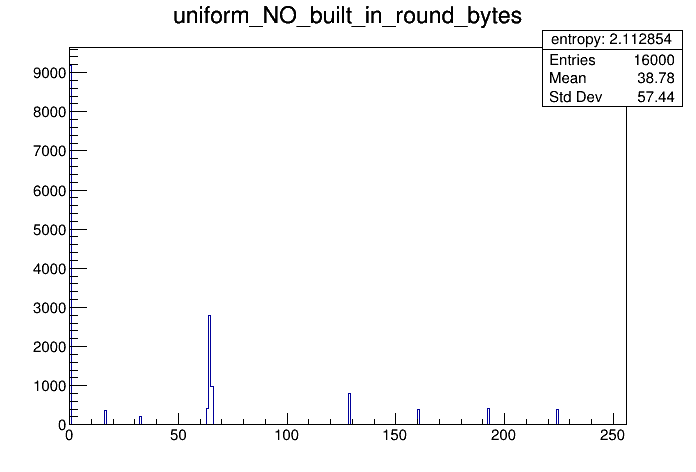 uniform_NO_built_in_round_bytes
entropy: 2.112854
Entries 16000
Mean 38.78
Std Dev 57.44
9000
8000
7000
6000
5000
4000
3000
2000
1000
0
0 50 100 150 200 250